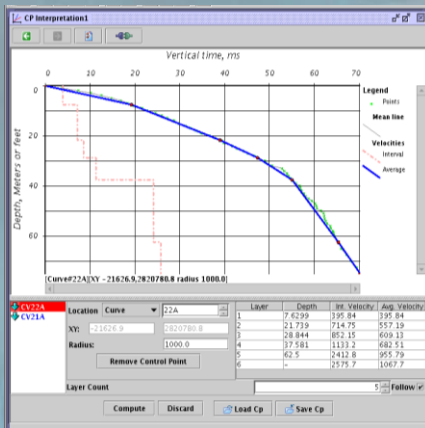 CP Interpretation1
Vertical time, ms
0 10 20 30 40 50 60 70
Depth, Meters or feet
0
20
40
60
Legend
Points
Mean line
Velocities
Interval
Average
[Curve#22A][XY -21626.9,2820780.8 radius 1000.0]
CV22A
CV21A
Location Curve 22A
XY: -21626.9 2820780.8
Radius: 1000.0
Remove Control Point
Layer Depth Int. Velocity Avg. Velocity
1 7.6299 395.84 395.84
2 21.739 714.75 557.19
3 28.844 852.15 609.13
4 37.581 1133.2 682.51
5 62.5 2412.8 955.79
6 - 2575.7 1067.7
Layer Count 5 Follow
Compute Discard Load Cp Save Cp